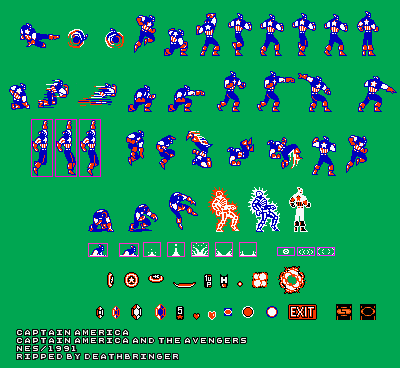 EXIT
S
CAPTAIN AMERICA
CAPTAIN AMERICA AND THE AVENGERS
NES/1991
RIPPED BY DEATHBRINGER